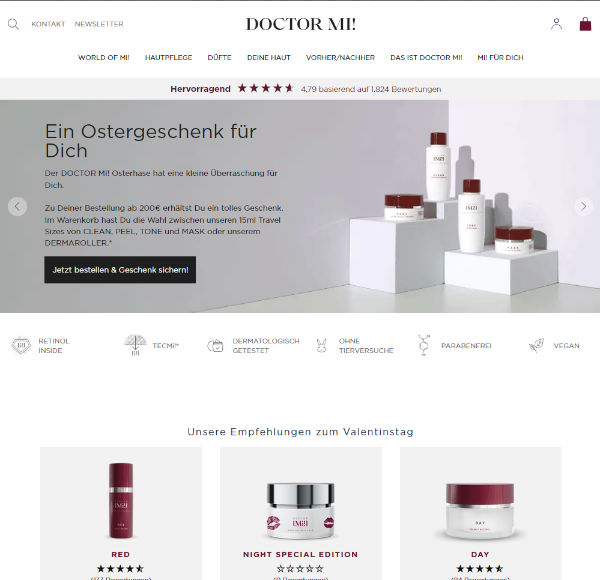 KONTAKT NEWSLETTER
DOCTOR MI!
WORLD OF MI! HAUTPFLEGE DÜFTE DEINE HAUT VORHER/NACHHER DAS IST DOCTOR MI! MI! FÜR DICH
Hervorragend 4,79 basierend auf 1.824 Bewertungen
Ein Ostergeschenk für
Dich
Der DOCTOR MI! Osterhase hat eine kleine Überraschung für
Dich.
Zu Deiner Bestellung ab 200€ erhältst Du ein tolles Geschenk.
Im Warenkorb hast Du die Wahl zwischen unseren 15ml Travel
Sizes von CLEAN, PEEL, TONE und MASK oder unserem
DERMAROLLER.*
Jetzt bestellen & Geschenk sichern!
RETINOL
INSIDE
TECMI®
DERMATOLOGISCH
GETESTET
OHNE
TIERVERSUCHE
PARABENFREI
VEGAN
Unsere Empfehlungen zum Valentinstag
DAY
RED
NIGHT SPECIAL EDITION
DAY